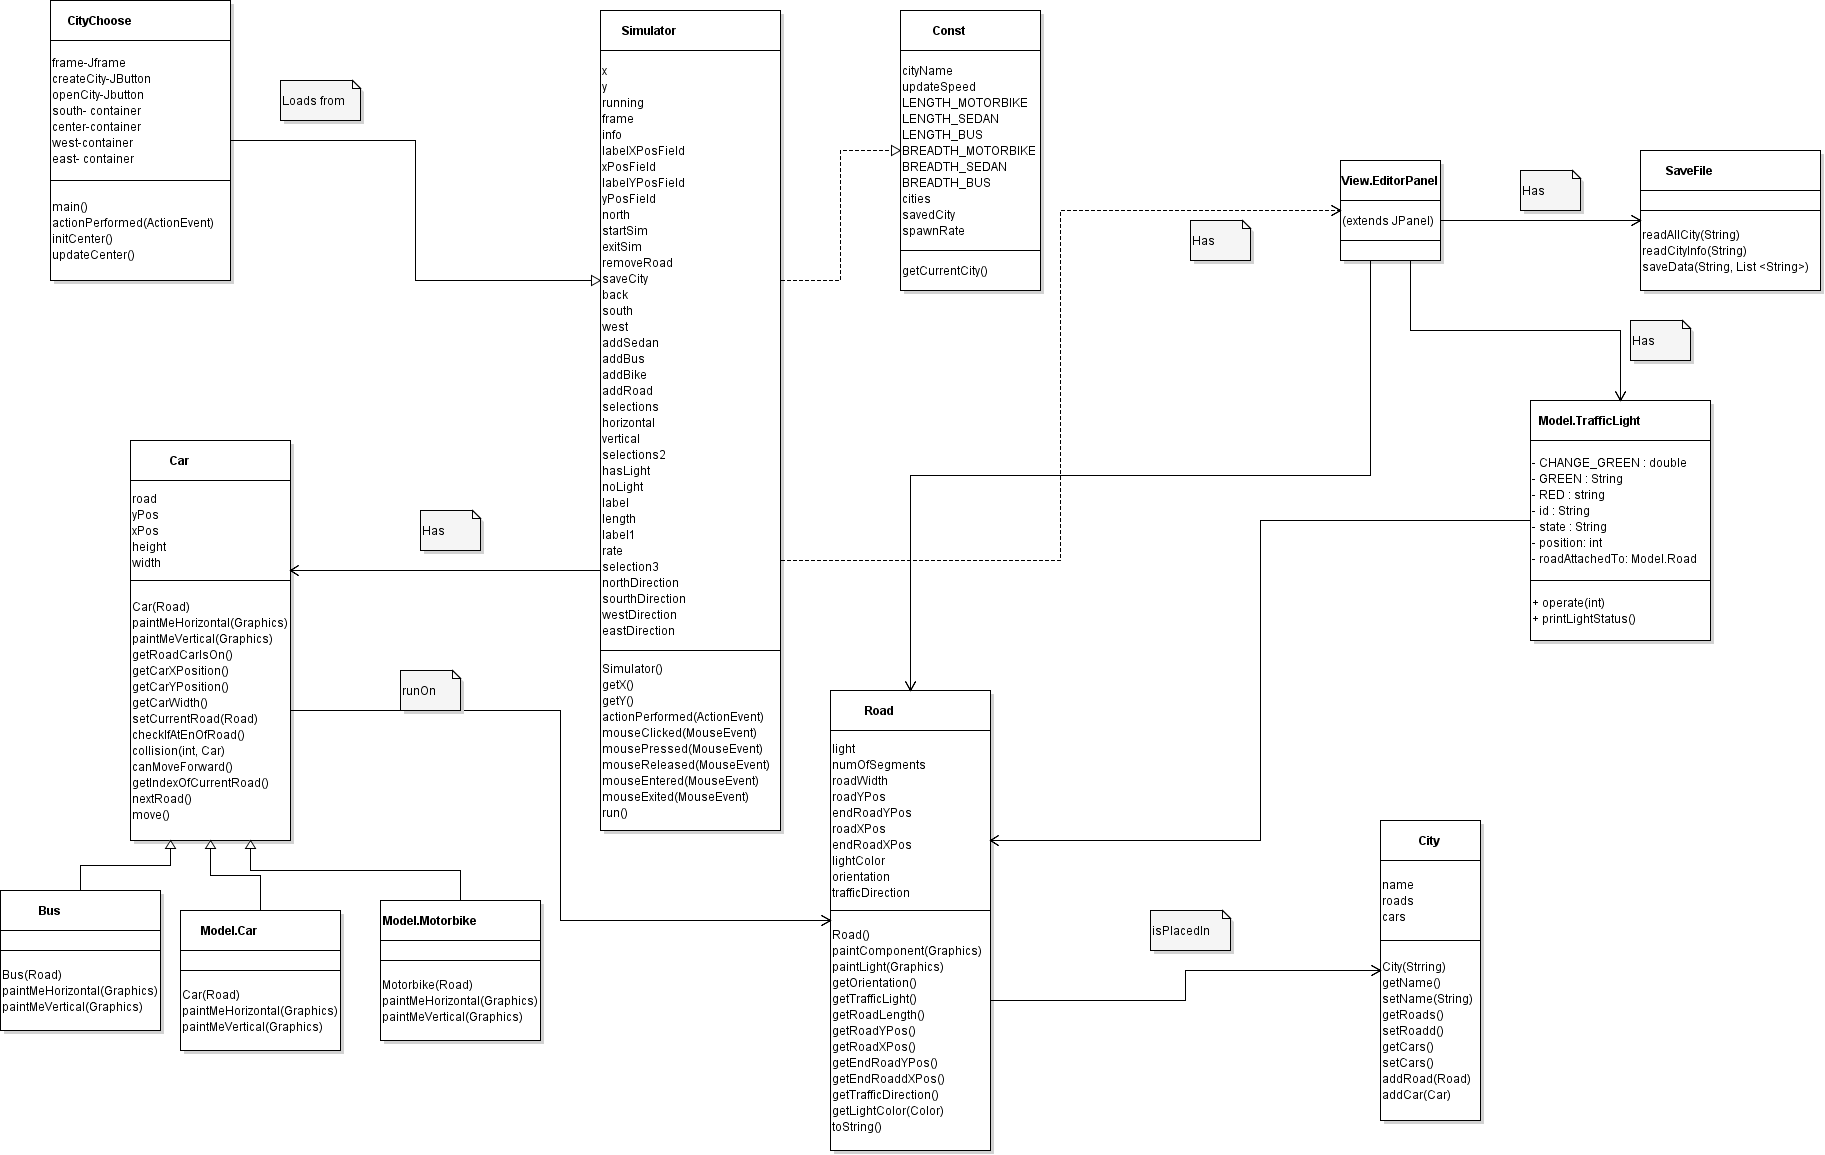 CityChoose
frame-Jframe
createCity-JButton
openCity-Jbutton
south- container
center-container
west-container
east- container
main()
actionPerformed(ActionEvent)
initCenter()
updateCenter()
Loads from
Simulator
x
y
running
frame
info
labelXPosField
xPosField
labelYPosField
yPosField
north
startSim
exitSim
removeRoad
saveCity
back
south
west
addSedan
addBus
addBike
addRoad
selections
horizontal
vertical
selections2
hasLight
noLight
label
length
label1
rate
selection3
northDirection
sourthDirection
westDirection
eastDirection
Simulator()
getX()
getY()
actionPerformed(ActionEvent)
mouseClicked(MouseEvent)
mousePressed(MouseEvent)
mouseReleased(MouseEvent)
mouseEntered(MouseEvent)
mouseExited(MouseEvent)
run()
Const
cityName
updateSpeed
LENGTH_MOTORBIKE
LENGTH_SEDAN
LENGTH_BUS
BREADTH_MOTORBIKE
BREADTH_SEDAN
BREADTH_BUS
cities
savedCity
spawnRate
getCurrentCity()
Has
View.EditorPanel
(extends JPanel)
Has
SaveFile
readAllCity(String)
readCityInfo(String)
saveData(String, List <String>)
Has
Model.TrafficLight
- CHANGE_GREEN : double
- GREEN : String
- RED : string
- id : String
- state : String
- position: int
- roadAttachedTo: Model.Road
+ operate(int)
+ printLightStatus()
Car
road
yPos
xPos
height
width
Car(Road)
paintMeHorizontal(Graphics)
paintMeVertical(Graphics)
getRoadCarIsOn()
getCarXPosition()
getCarYPosition()
getCarWidth()
setCurrentRoad(Road)
checkIfAtEnOfRoad()
collision(int, Car)
canMoveForward()
getIndexOfCurrentRoad()
nextRoad()
move()
Has
runOn
Bus
Bus(Road)
paintMeHorizontal(Graphics)
paintMeVertical(Graphics)
Model.Car
Car(Road)
paintMeHorizontal(Graphics)
paintMeVertical(Graphics)
Model.Motorbike
Motorbike(Road)
paintMeHorizontal(Graphics)
paintMeVertical(Graphics)
Road
light
numOfSegments
roadWidth
roadYPos
endRoadYPos
roadXPos
endRoadXPos
lightColor
orientation
trafficDirection
Road()
paintComponent(Graphics)
paintLight(Graphics)
getOrientation()
getTrafficLight()
getRoadLength()
getRoadYPos()
getRoadXPos()
getEndRoadYPos()
getEndRoaddXPos()
getTrafficDirection()
getLightColor(Color)
toString()
isPlacedIn
City
name
roads
cars
City(Strring)
getName()
setName(String)
getRoads()
setRoadd()
getCars()
setCars()
addRoad(Road)
addCar(Car)